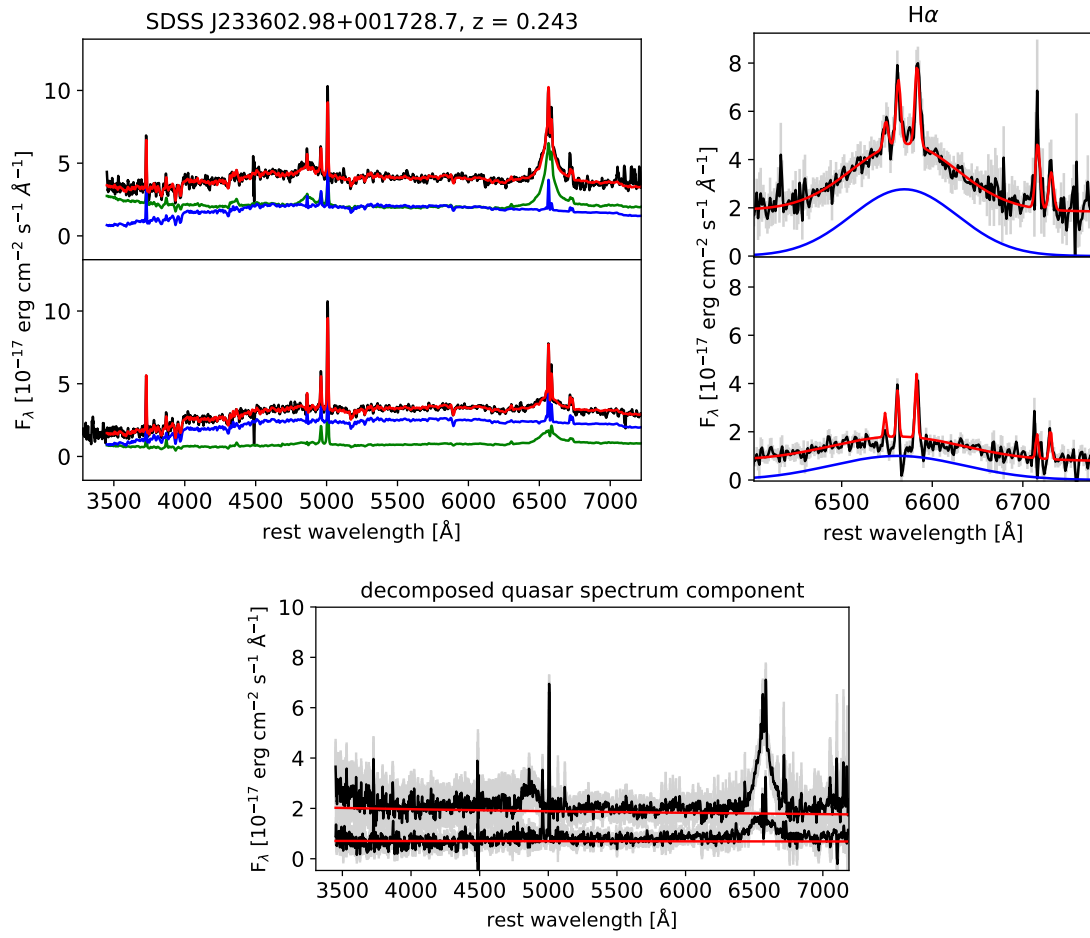 SDSS J233602.98+001728.7, z = 0.243
F_λ [10⁻¹⁷ erg cm⁻² s⁻¹ Å⁻¹]
10
5
0
10
5
0
3500 4000 4500 5000 5500 6000 6500 7000
rest wavelength [Å]
Hα
F_λ [10⁻¹⁷ erg cm⁻² s⁻¹ Å⁻¹]
8
6
4
2
0
8
6
4
2
0
6500 6600 6700
rest wavelength [Å]
decomposed quasar spectrum component
F_λ [10⁻¹⁷ erg cm⁻² s⁻¹ Å⁻¹]
10
8
6
4
2
0
3500 4000 4500 5000 5500 6000 6500 7000
rest wavelength [Å]